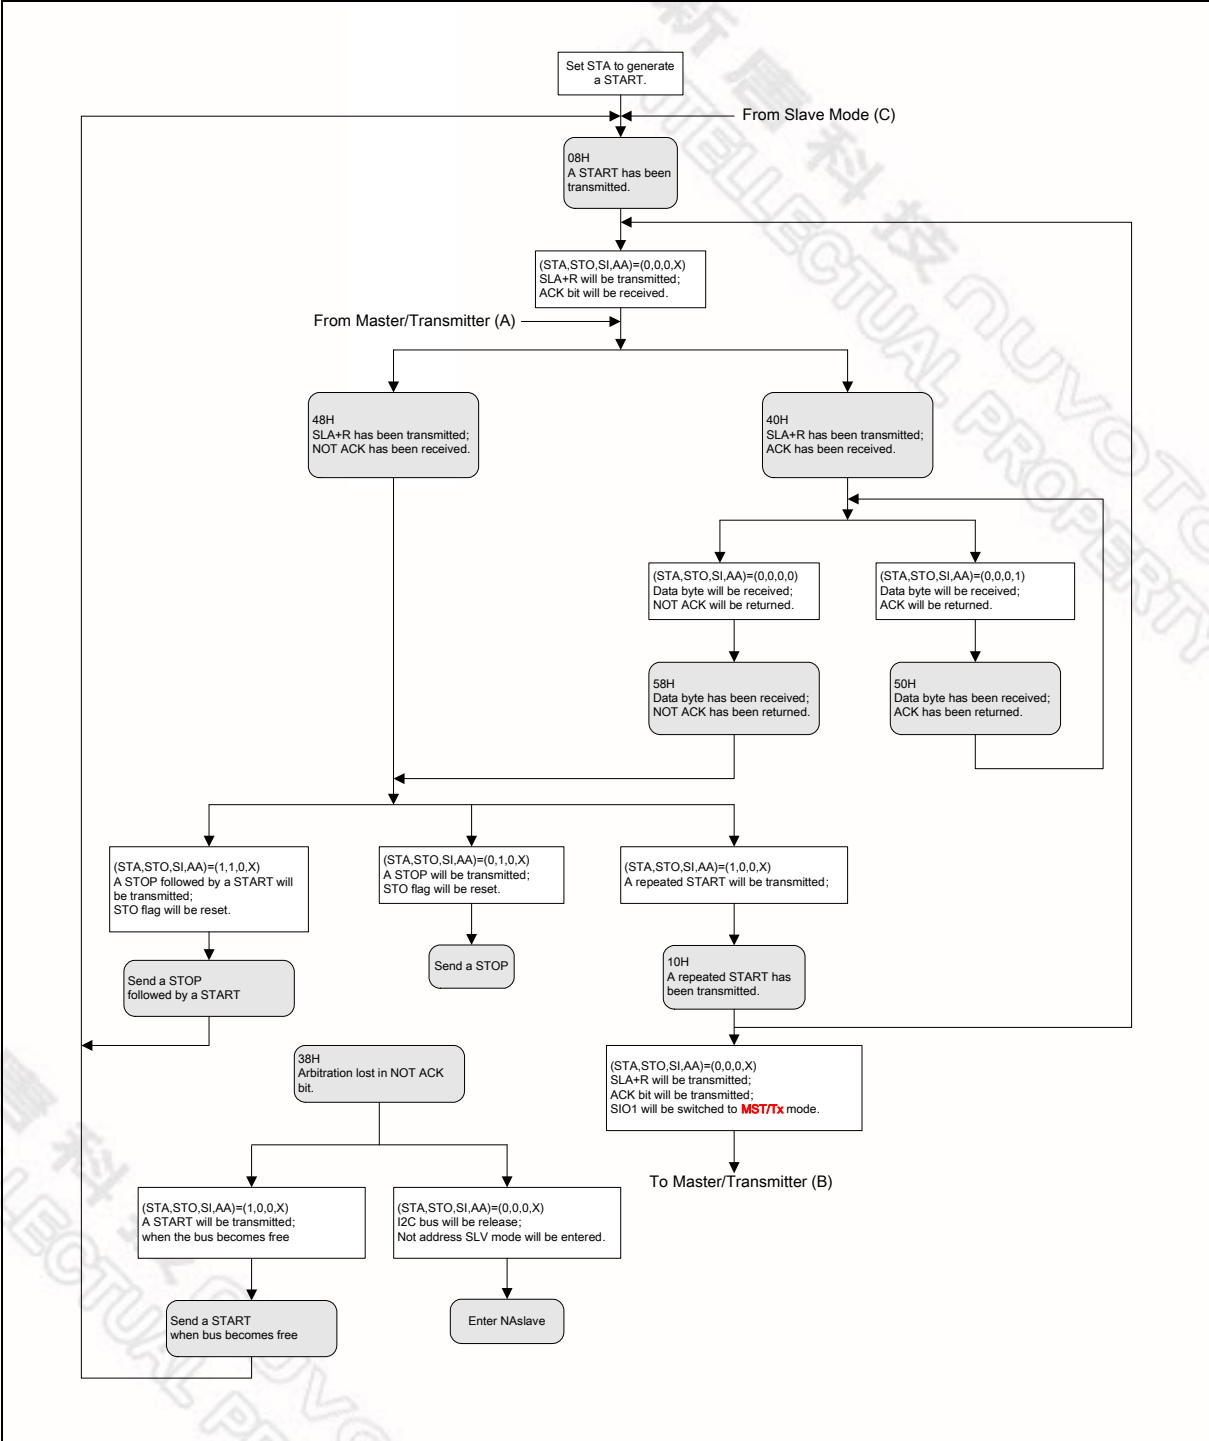 Set STA to generate
a START.
From Slave Mode (C)
08H
A START has been
transmitted.
(STA,STO,SI,AA)=(0,0,0,X)
SLA+R will be transmitted;
ACK bit will be received.
From Master/Transmitter (A)
48H
SLA+R has been transmitted;
NOT ACK has been received.
40H
SLA+R has been transmitted;
ACK has been received.
(STA,STO,SI,AA)=(0,0,0,0)
Data byte will be received;
NOT ACK will be returned.
(STA,STO,SI,AA)=(0,0,0,1)
Data byte will be received;
ACK will be returned.
58H
Data byte has been received;
NOT ACK has been returned.
50H
Data byte has been received;
ACK has been returned.
(STA,STO,SI,AA)=(1,1,0,X)
A STOP followed by a START will
be transmitted;
STO flag will be reset.
(STA,STO,SI,AA)=(0,1,0,X)
A STOP will be transmitted;
STO flag will be reset.
(STA,STO,SI,AA)=(1,0,0,X)
A repeated START will be transmitted;
Send a STOP
followed by a START
Send a STOP
10H
A repeated START has
been transmitted.
38H
Arbitration lost in NOT ACK
bit.
(STA,STO,SI,AA)=(0,0,0,X)
SLA+R will be transmitted;
ACK bit will be transmitted;
SIO1 will be switched to MST/Tx mode.
To Master/Transmitter (B)
(STA,STO,SI,AA)=(1,0,0,X)
A START will be transmitted;
when the bus becomes free
(STA,STO,SI,AA)=(0,0,0,X)
I2C bus will be release;
Not address SLV mode will be entered.
Send a START
when bus becomes free
Enter NAslave
新唐科技 nuvoTo
INTELLECTUAL PROPERTY